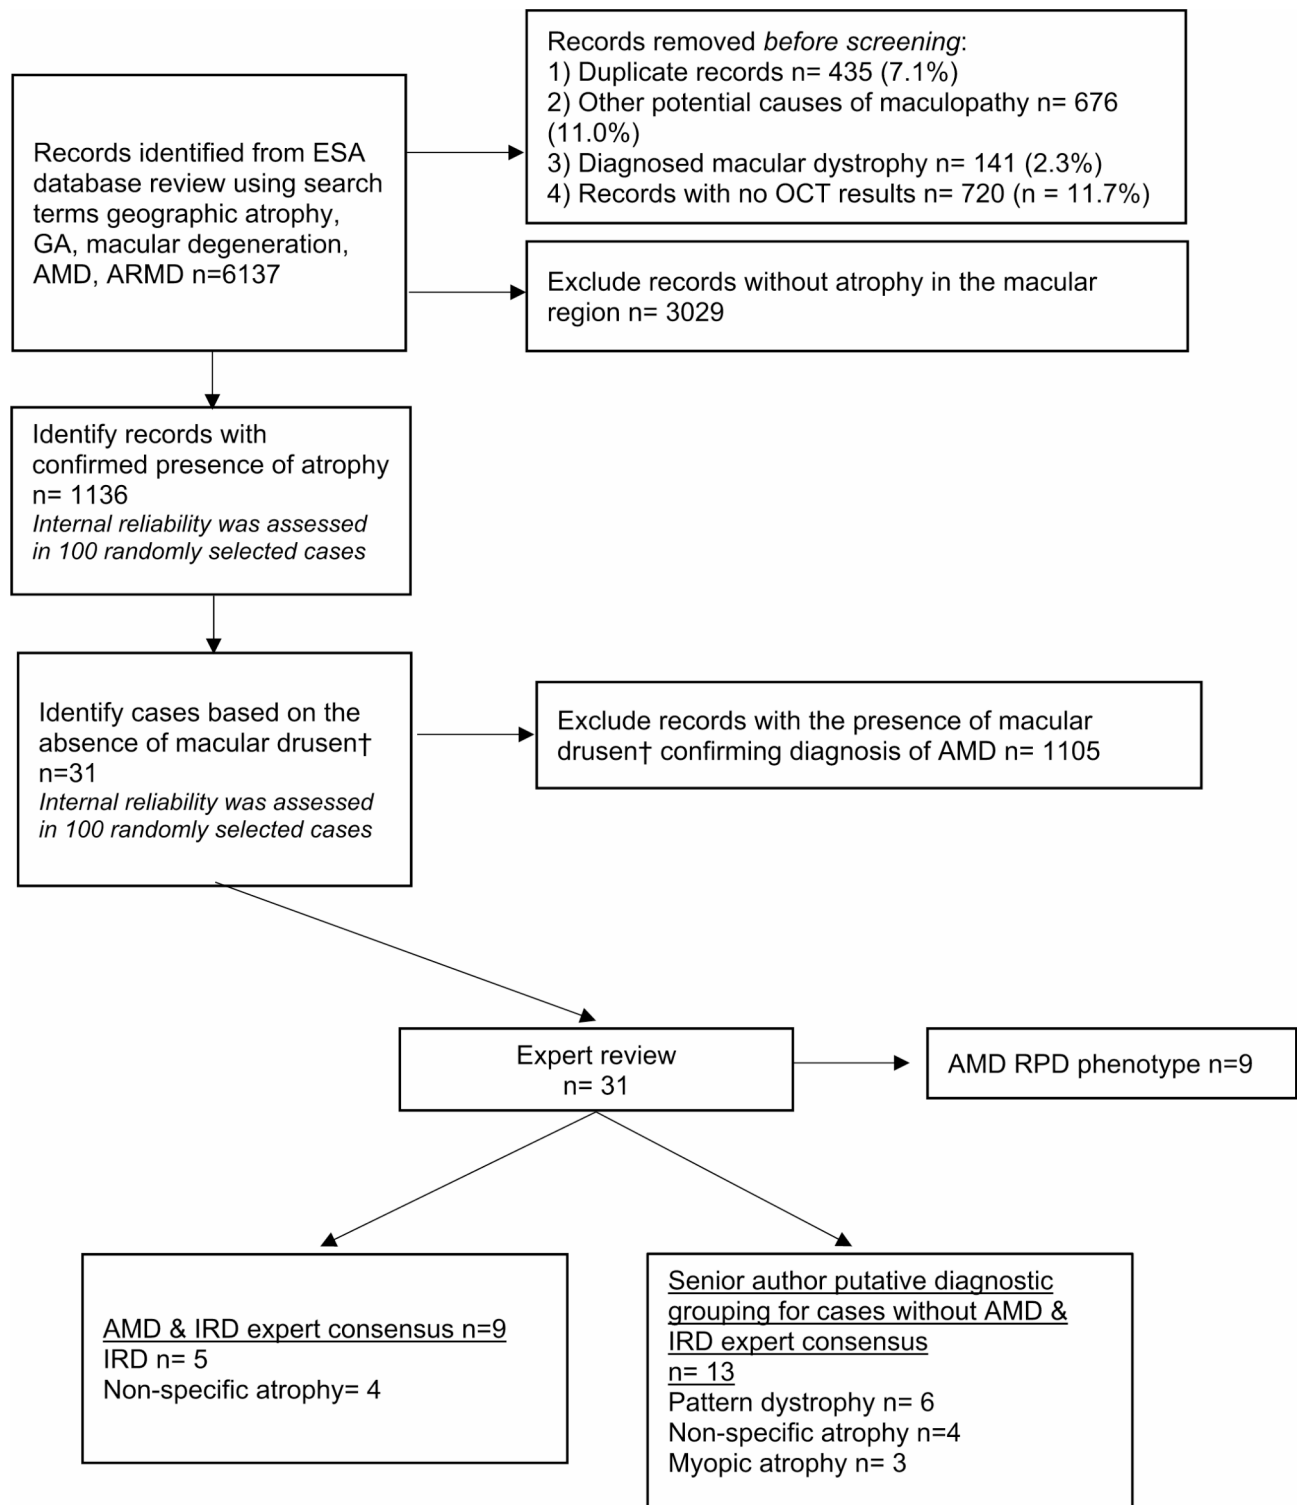 Records removed before screening:
1) Duplicate records n= 435 (7.1%)
2) Other potential causes of maculopathy n= 676
(11.0%)
3) Diagnosed macular dystrophy n= 141 (2.3%)
4) Records with no OCT results n= 720 (n = 11.7%)
Records identified from ESA
database review using search
terms geographic atrophy,
GA, macular degeneration,
AMD, ARMD n=6137
Exclude records without atrophy in the macular
region n= 3029
Identify records with
confirmed presence of atrophy
n= 1136
Internal reliability was assessed
in 100 randomly selected cases
Identify cases based on the
absence of macular drusen†
n=31
Internal reliability was assessed
in 100 randomly selected cases
Exclude records with the presence of macular
drusen† confirming diagnosis of AMD n= 1105
Expert review
n= 31
AMD RPD phenotype n=9
AMD & IRD expert consensus n=9
IRD n= 5
Non-specific atrophy= 4
Senior author putative diagnostic
grouping for cases without AMD &
IRD expert consensus
n= 13
Pattern dystrophy n= 6
Non-specific atrophy n=4
Myopic atrophy n= 3